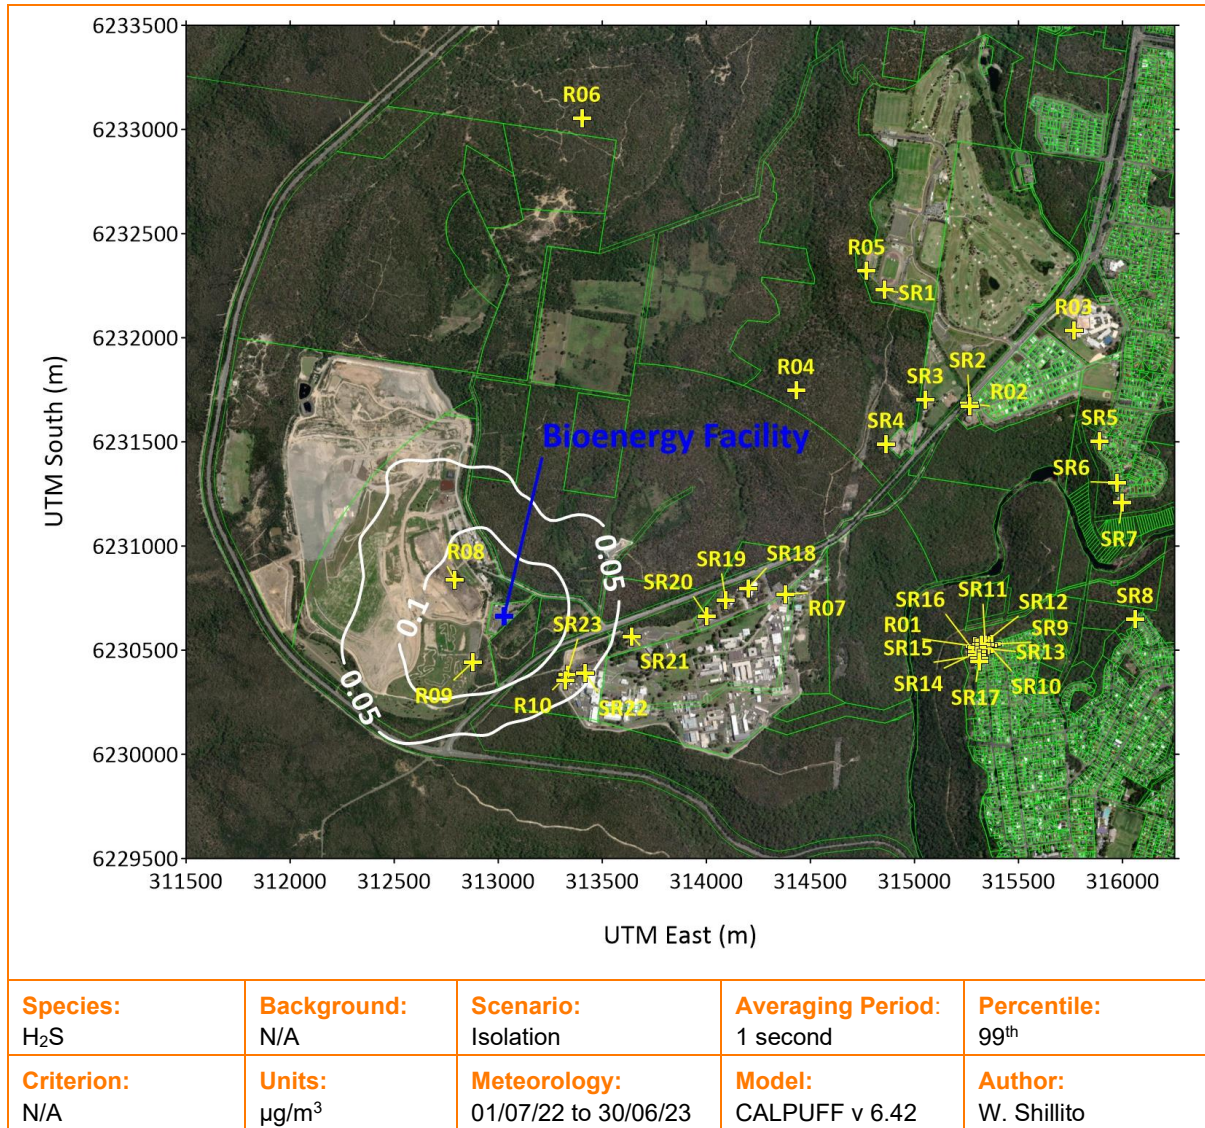 6233500
6233000
6232500
6232000
6231500
6231000
6230500
6230000
6229500
UTM South (m)
R06
R05
SR1
R03
R04
SR2
SR3
R02
SR4
SR5
Bioenergy Facility
SR6
SR7
0.05
R08
0.1
SR19
SR18
SR20
R07
SR11
SR16
SR12
SR8
R01
SR9
SR15
SR13
SR23
SR21
SR14
SR10
SR17
R09
R10
SR22
0.05
311500 312000 312500 313000 313500 314000 314500 315000 315500 316000
UTM East (m)
Species: Background: Scenario: Averaging Period: Percentile:
H₂S N/A Isolation 1 second 99ᵗʰ
Criterion: Units: Meteorology: Model: Author:
N/A µg/m³ 01/07/22 to 30/06/23 CALPUFF v 6.42 W. Shillito